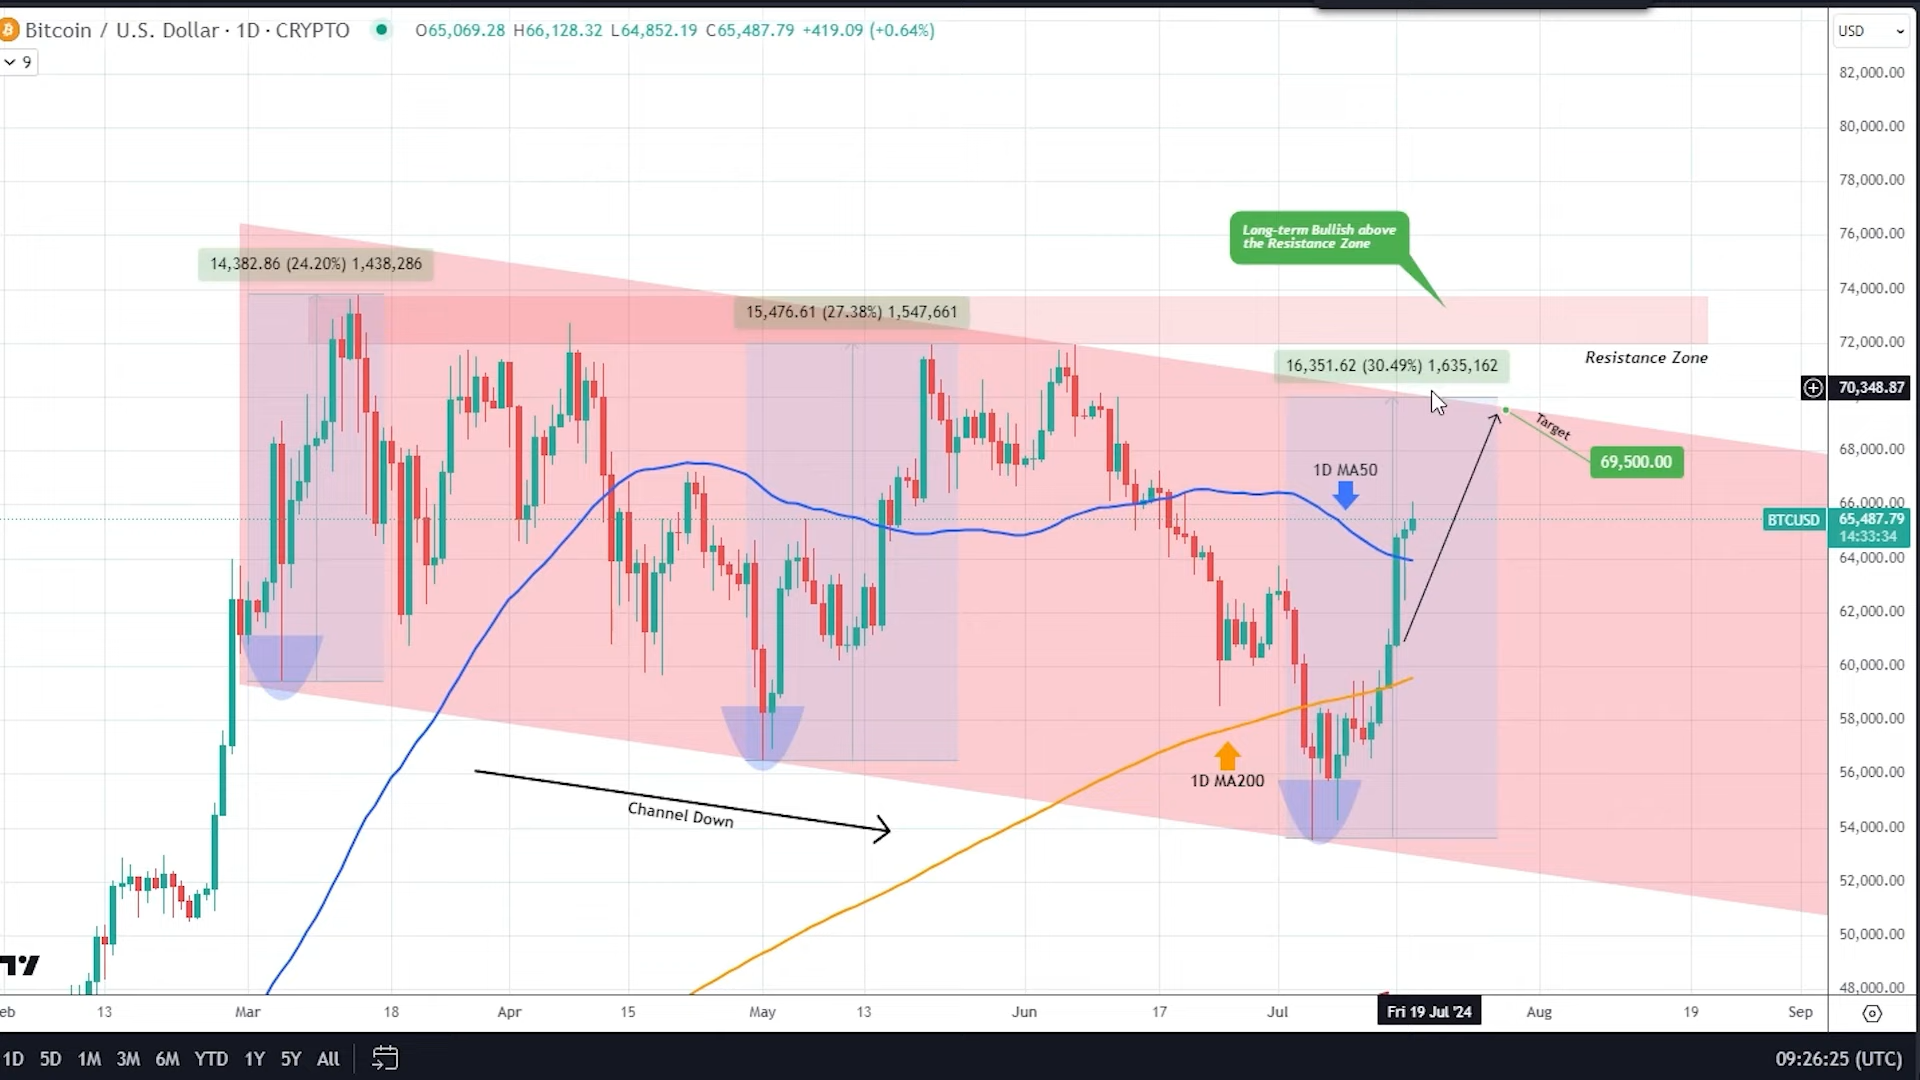 Bitcoin / U.S. Dollar · 1D · CRYPTO
O65,069.28 H66,128.32 L64,852.19 C65,487.79 +419.09 (+0.64%)
USD
9
82,000.00
80,000.00
78,000.00
76,000.00
74,000.00
72,000.00
70,348.87
68,000.00
66,000.00
BTCUSD
65,487.79
14:33:34
64,000.00
62,000.00
60,000.00
58,000.00
56,000.00
54,000.00
52,000.00
50,000.00
48,000.00
Long-term Bullish above
the Resistance Zone
14,382.86 (24.20%) 1,438,286
15,476.61 (27.38%) 1,547,661
16,351.62 (30.49%) 1,635,162
Resistance Zone
Target
69,500.00
1D MA50
1D MA200
Channel Down
eb
13
Mar
18
Apr
15
May
13
Jun
17
Jul
Fri 19 Jul '24
Aug
19
Sep
1D 5D 1M 3M 6M YTD 1Y 5Y All
09:26:25 (UTC)